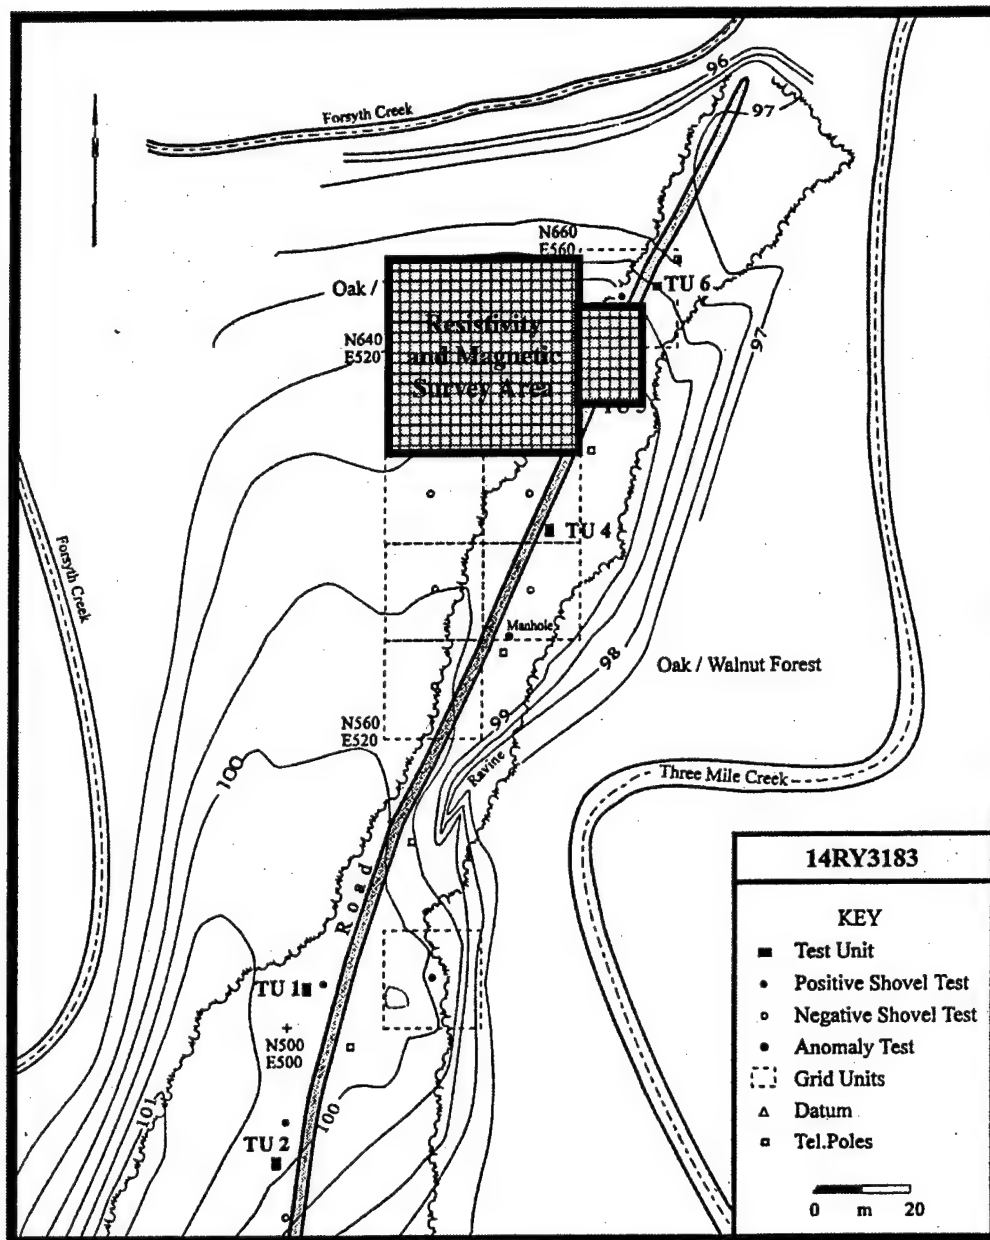 96
97
Forsyth Creek
N
N660
E560
TU 6
Oak /
Resistivity
and Magnetic
Survey Area
N640
E520
97
TU 4
Forsyth Creek
Manhole
98
Oak / Walnut Forest
N560
E520
99
Ravine
100
Three Mile Creek
Road
TU 1
N500
E500
100
101
TU 2
14RY3183
KEY
Test Unit
Positive Shovel Test
Negative Shovel Test
Anomaly Test
Grid Units
Datum
Tel.Poles
0 m 20